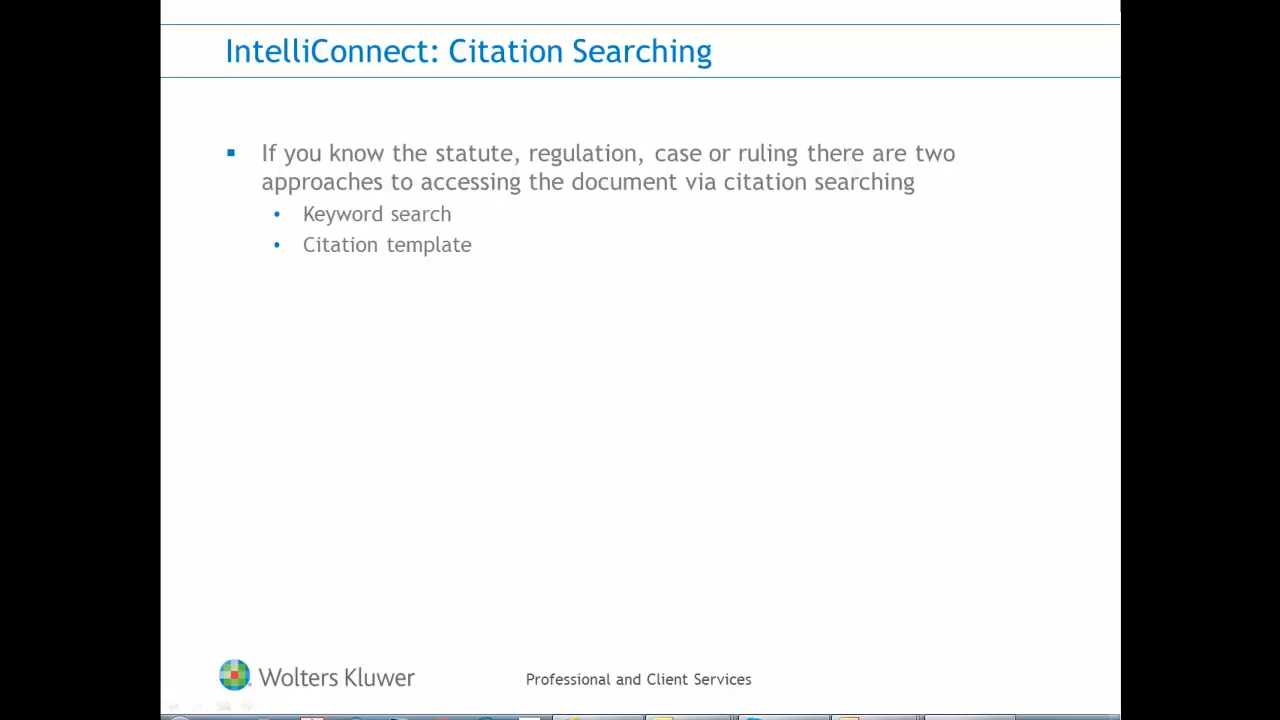 IntelliConnect: Citation Searching
If you know the statute, regulation, case or ruling there are two
approaches to accessing the document via citation searching
Keyword search
Citation template
Wolters Kluwer
Professional and Client Services